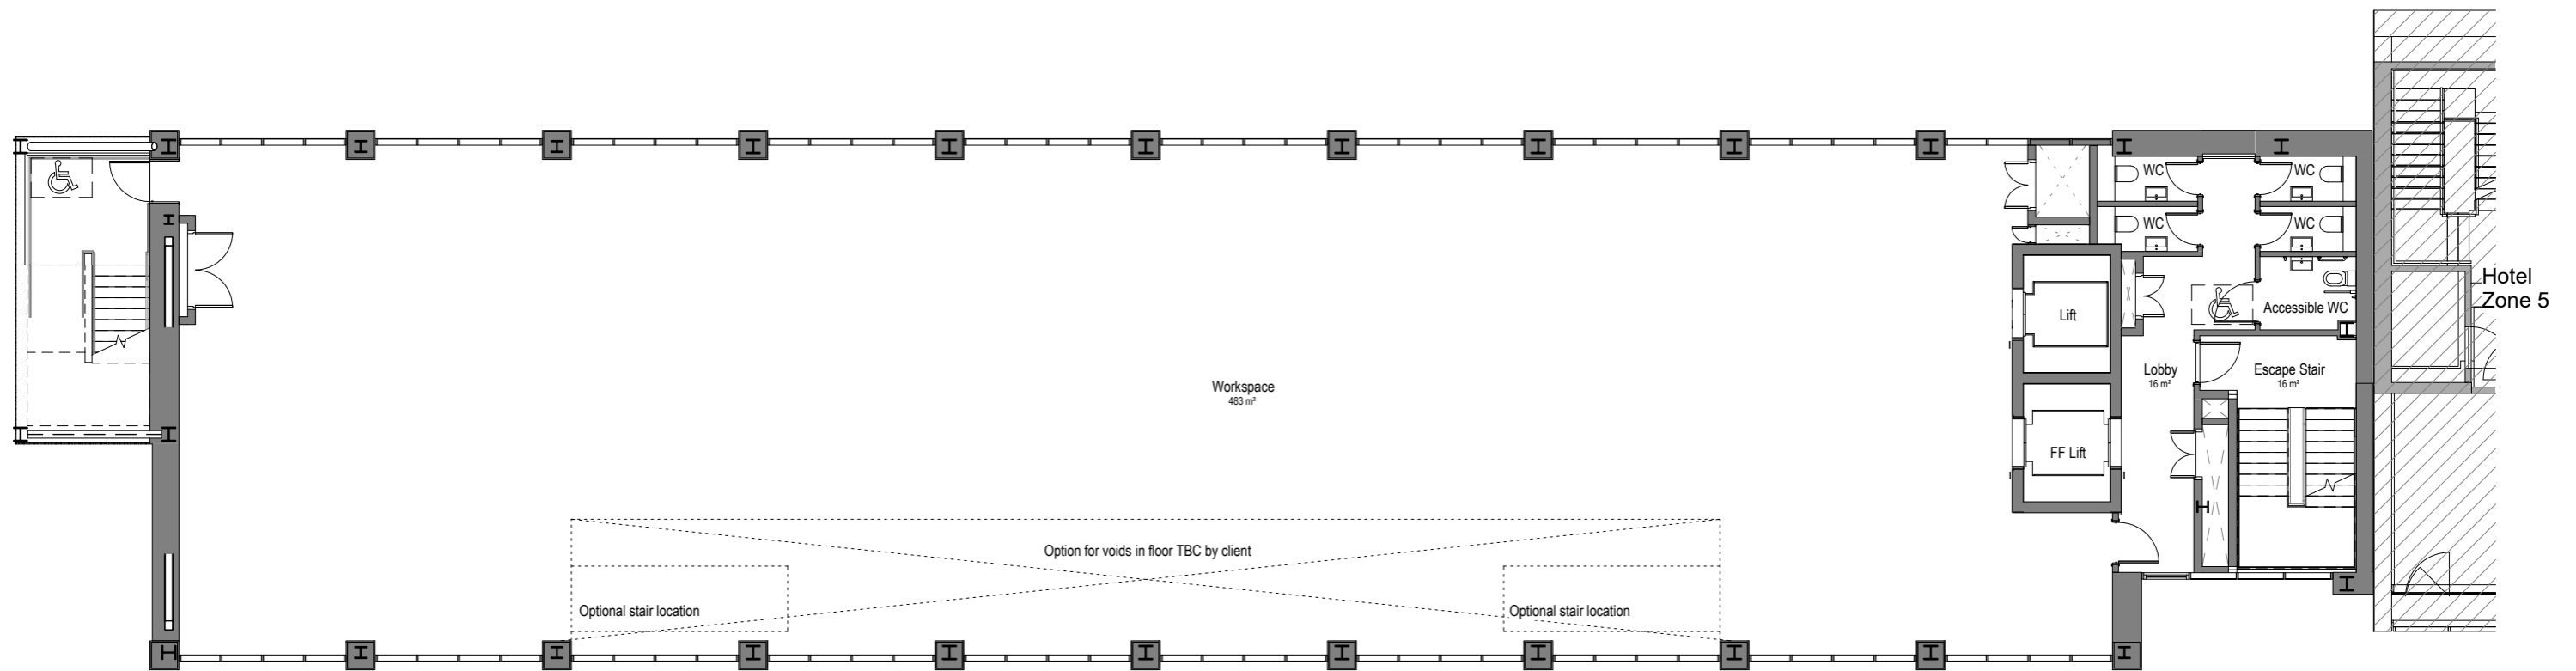 WC
WC
WC
WC
Hotel
Zone 5
Accessible WC
Lift
Lobby
16 m²
Escape Stair
16 m²
Workspace
483 m²
FF Lift
Option for voids in floor TBC by client
Optional stair location
Optional stair location